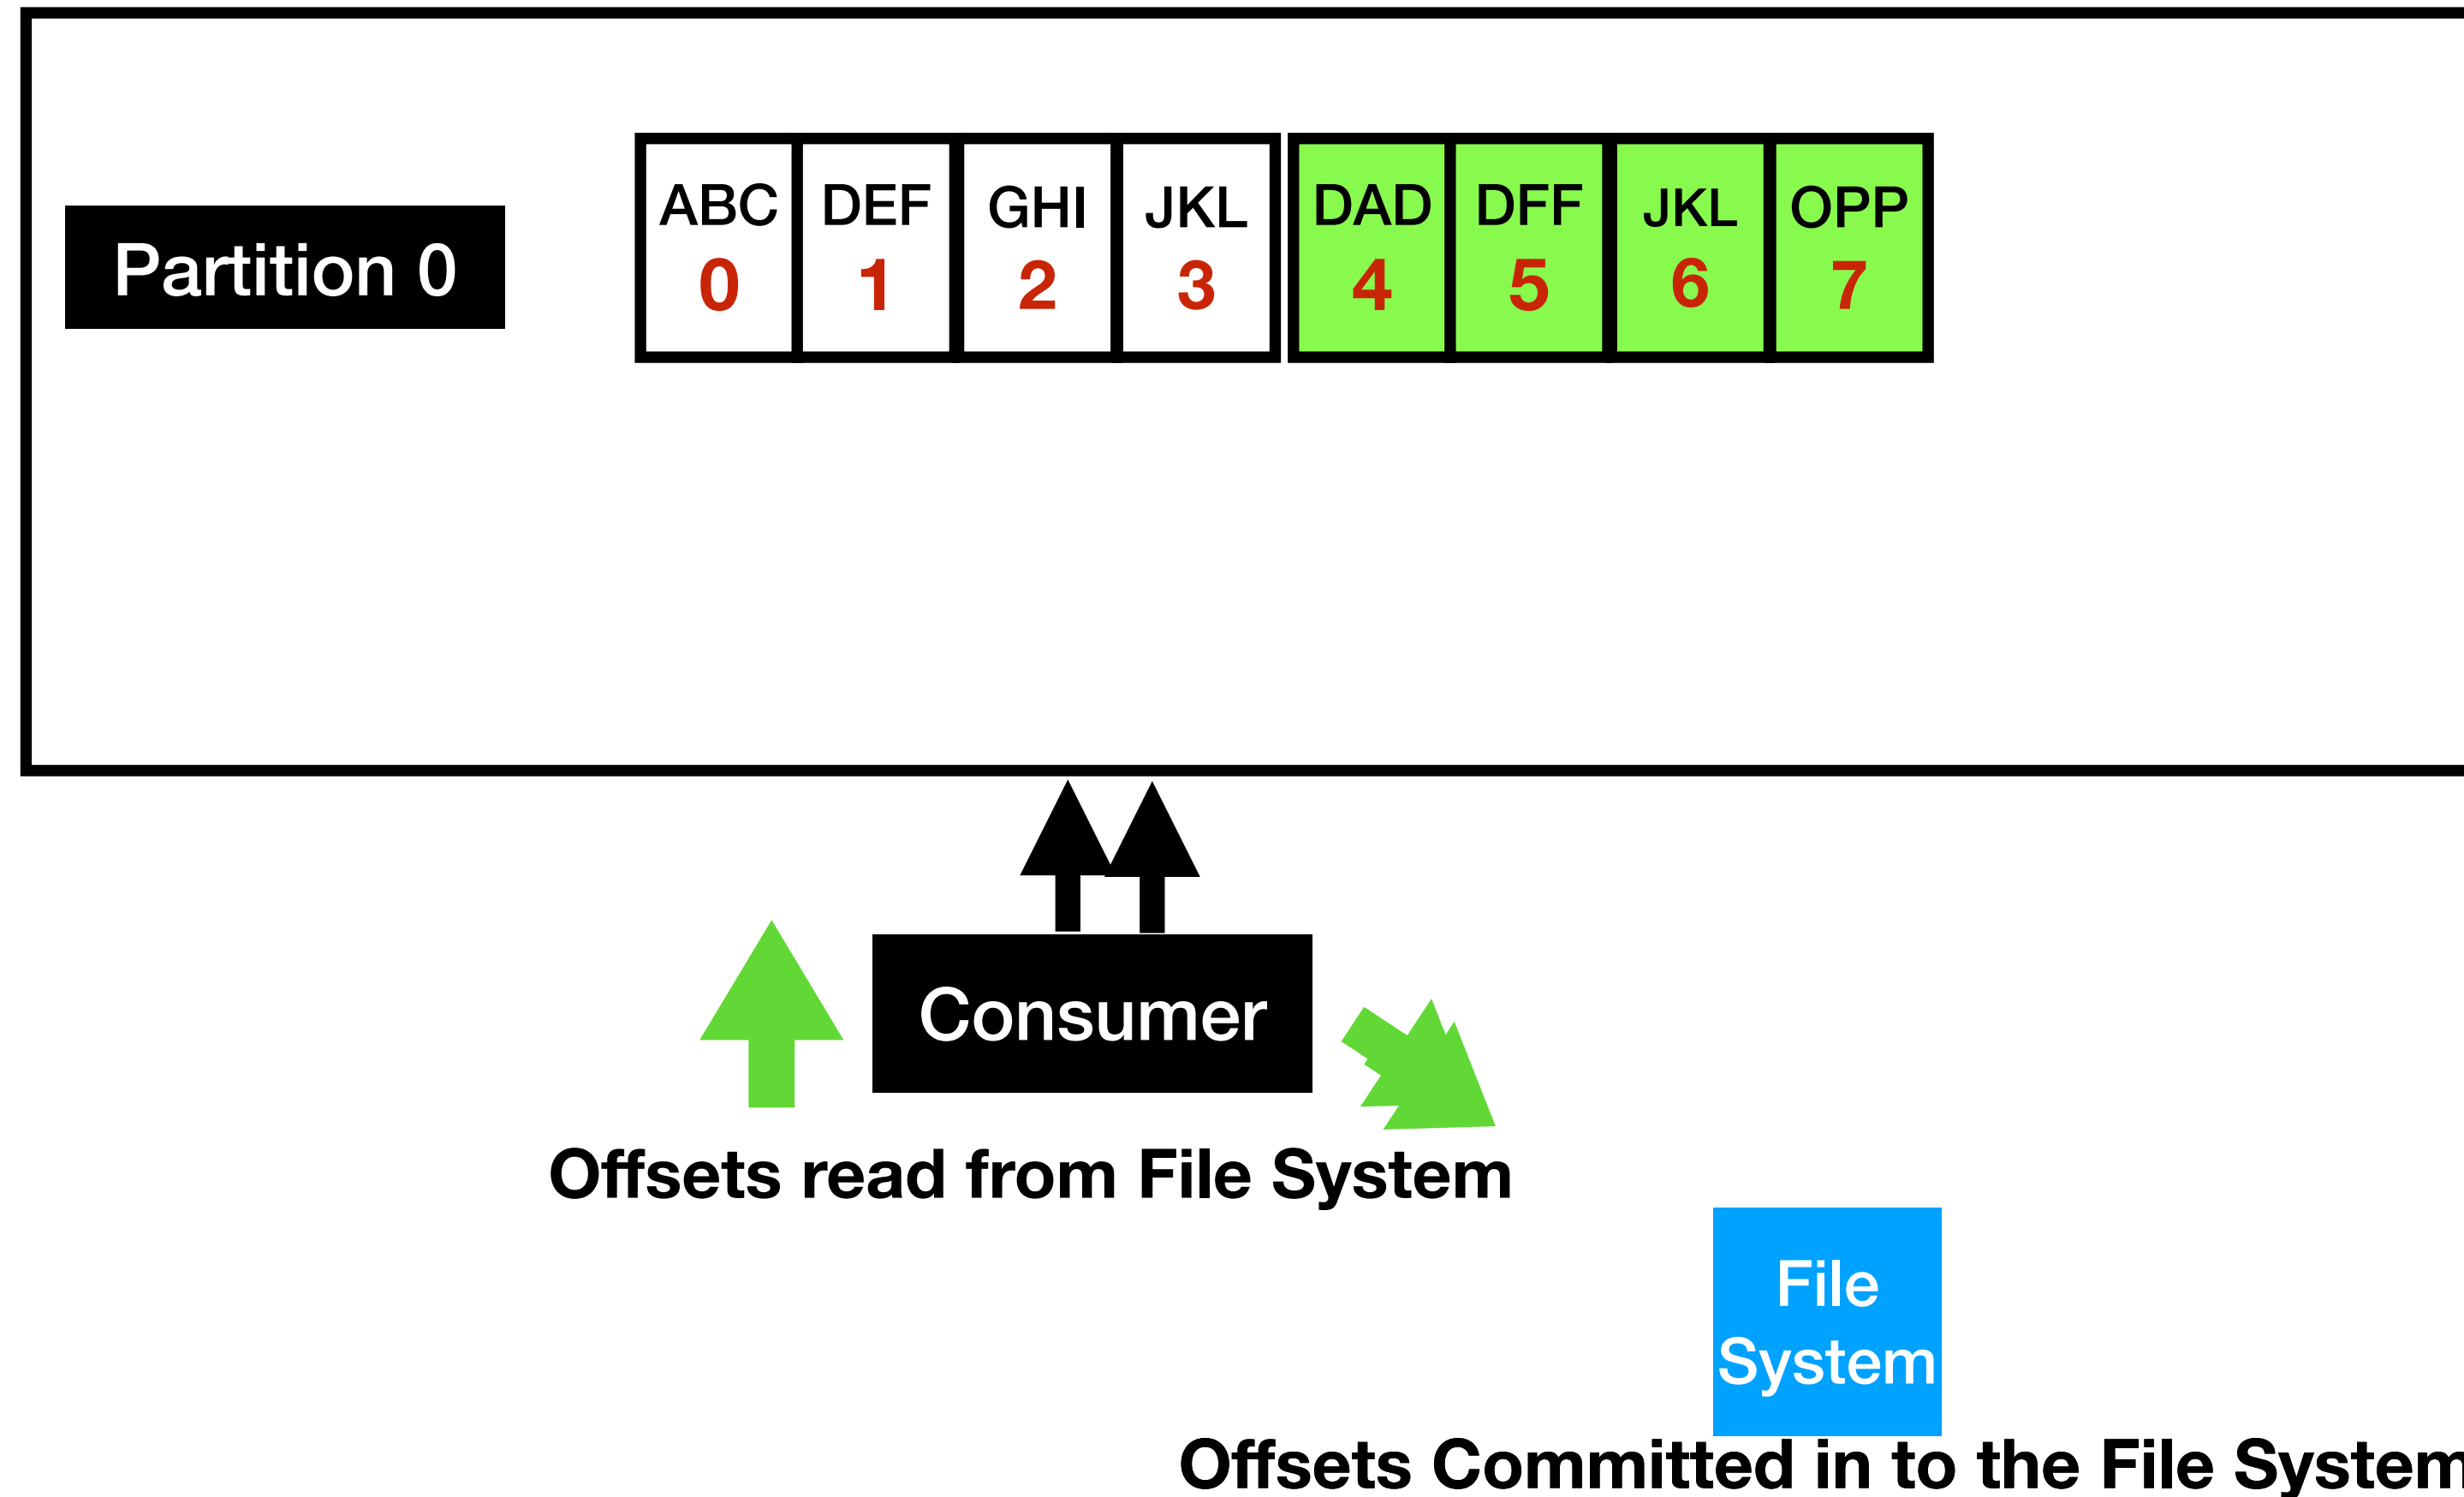 ABC DEF GHI JKL DAD DFF JKL OPP
Partition 0
0 1 2 3 4 5 6 7
Consumer
Offsets read from File System
File
System
Offsets Committed in to the File System